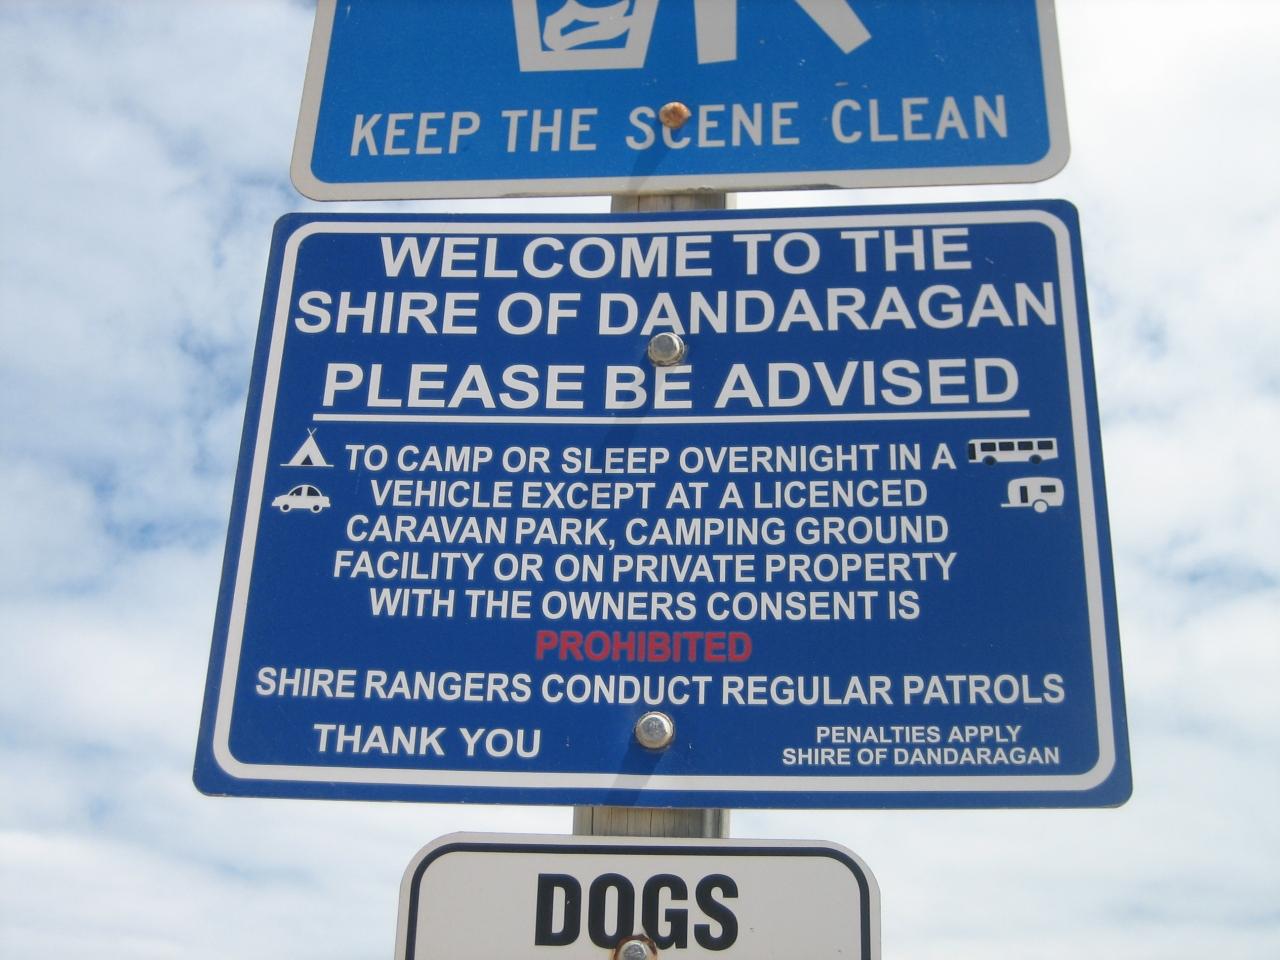 KEEP THE SCENE CLEAN
WELCOME TO THE
SHIRE OF DANDARAGAN
PLEASE BE ADVISED
TO CAMP OR SLEEP OVERNIGHT IN A
VEHICLE EXCEPT AT A LICENCED
CARAVAN PARK, CAMPING GROUND
FACILITY OR ON PRIVATE PROPERTY
WITH THE OWNERS CONSENT IS
PROHIBITED
SHIRE RANGERS CONDUCT REGULAR PATROLS
THANK YOU
PENALTIES APPLY
SHIRE OF DANDARAGAN
DOGS